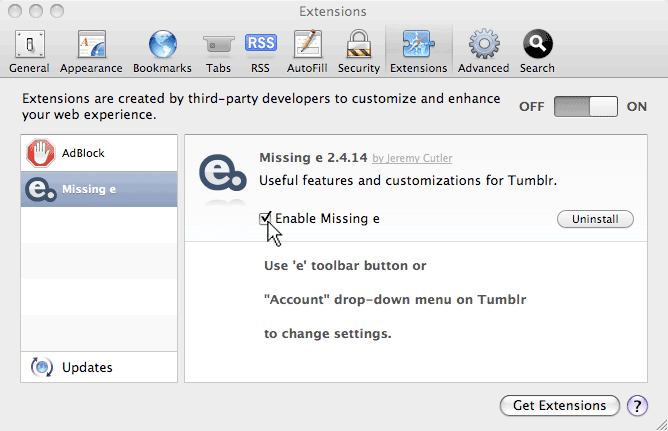 Extensions
RSS
General Appearance Bookmarks Tabs RSS AutoFill Security Extensions Advanced Search
Extensions are created by third-party developers to customize and enhance
your web experience.
OFF ON
AdBlock
Missing e
Updates
e.
Missing e 2.4.14 by Jeremy Cutler
Useful features and customizations for Tumblr.
Enable Missing e
Uninstall
Use 'e' toolbar button or
"Account" drop-down menu on Tumblr
to change settings.
Get Extensions ?